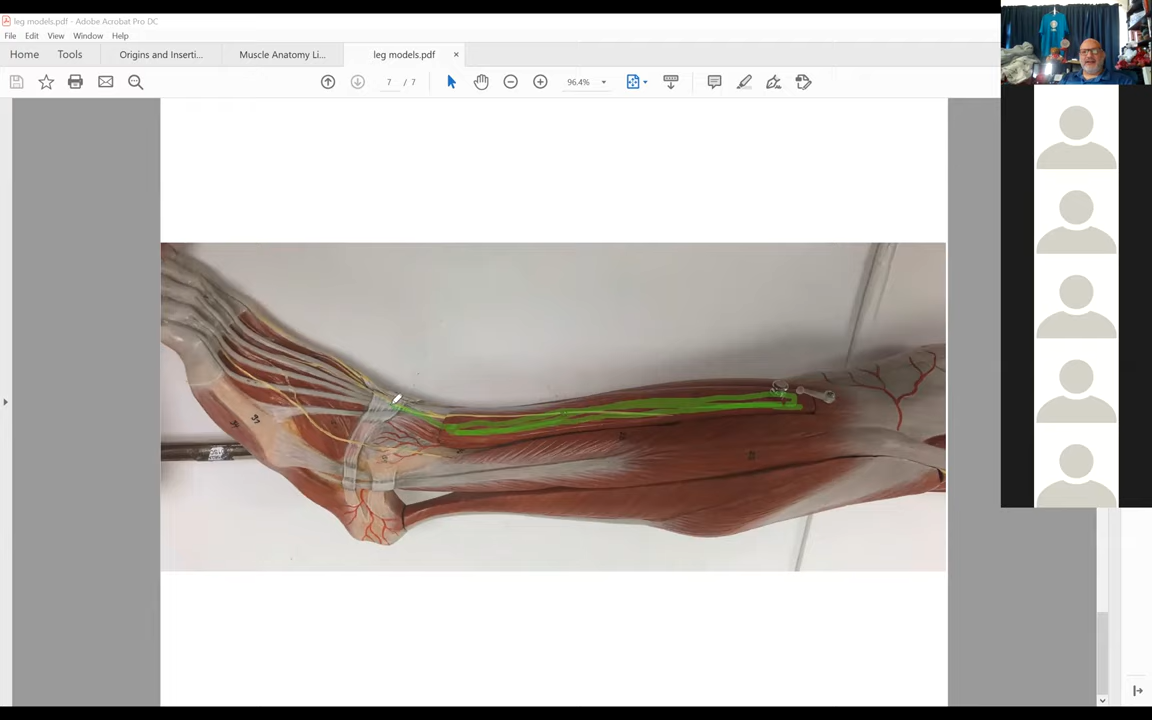 leg models.pdf - Adobe Acrobat Pro DC
File Edit View Window Help
Home Tools Origins and Inserti... Muscle Anatomy Li... leg models.pdf ×
7 / 7 96.4%